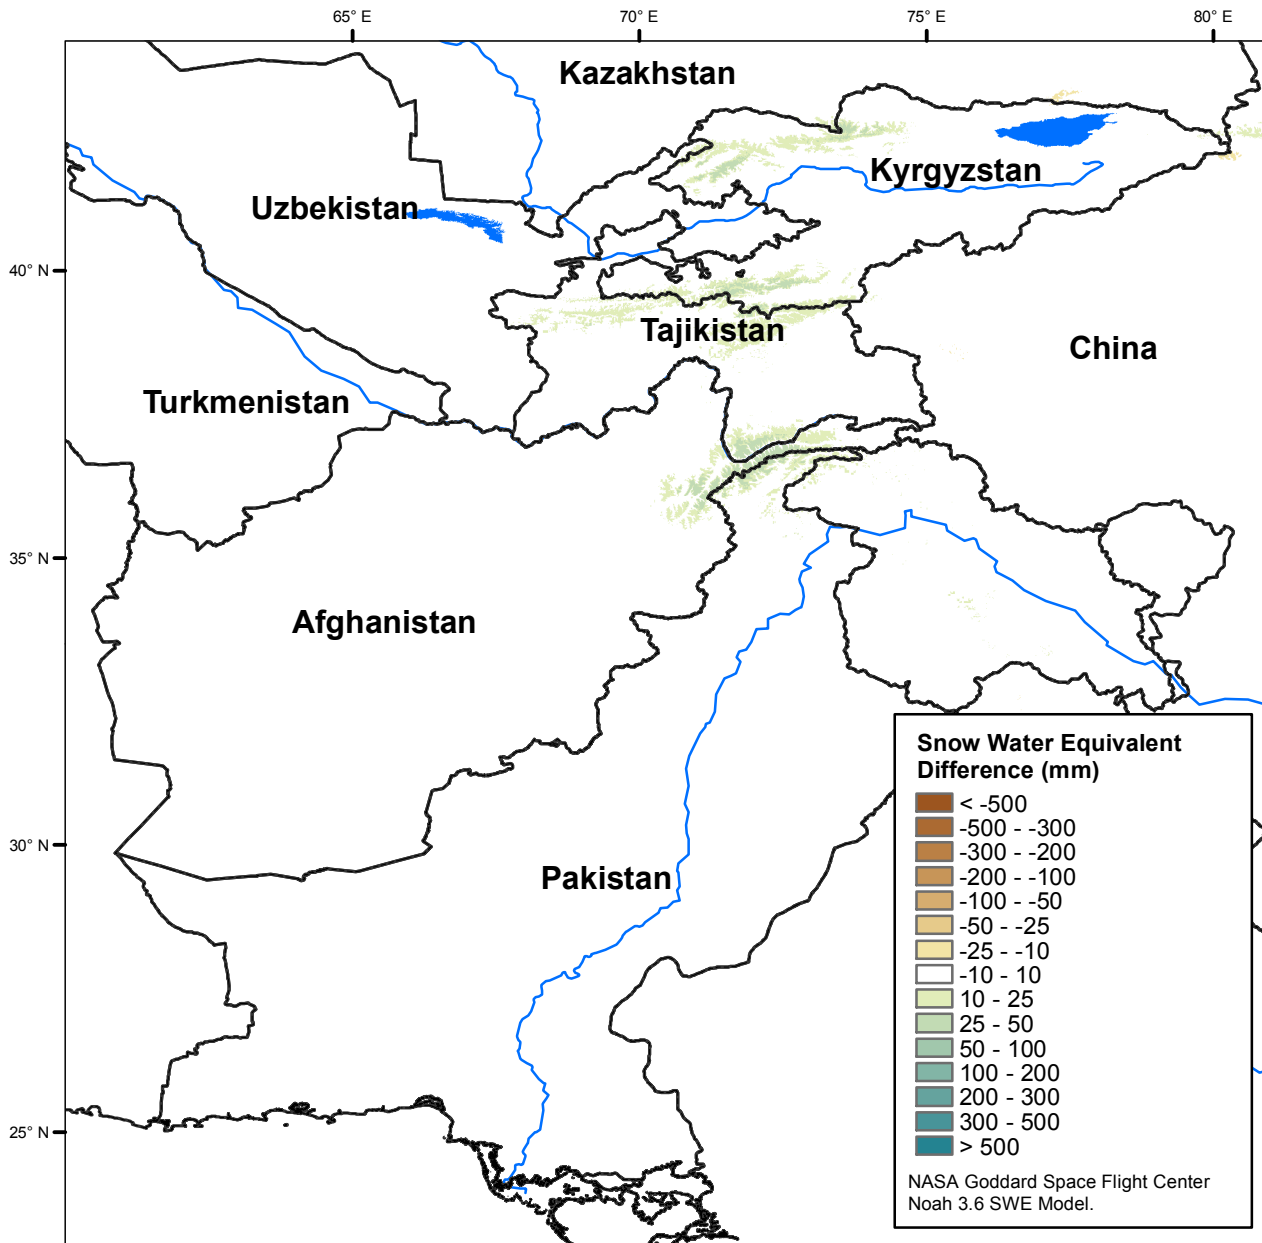 65° E
70° E
75° E
80° E
Kazakhstan
Kyrgyzstan
Uzbekistan
40° N
Tajikistan
China
Turkmenistan
35° N
Afghanistan
30° N
Pakistan
25° N
Snow Water Equivalent
Difference (mm)
< -500
-500 - -300
-300 - -200
-200 - -100
-100 - -50
-50 - -25
-25 - -10
-10 - 10
10 - 25
25 - 50
50 - 100
100 - 200
200 - 300
300 - 500
> 500
NASA Goddard Space Flight Center
Noah 3.6 SWE Model.